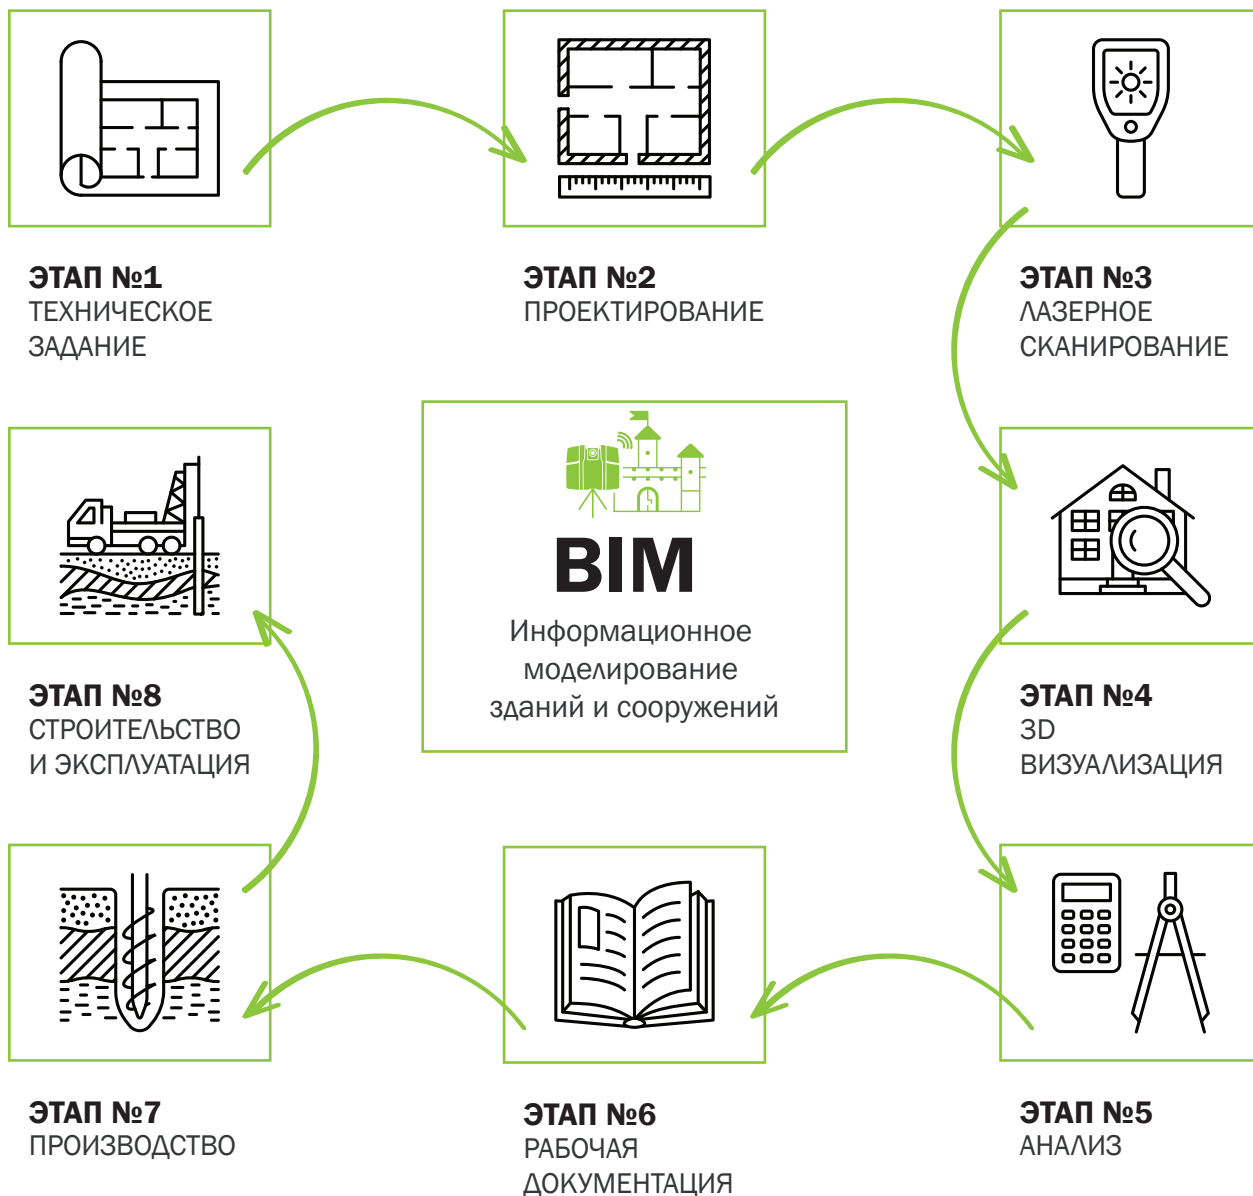 ЭТАП №1
ТЕХНИЧЕСКОЕ
ЗАДАНИЕ
ЭТАП №2
ПРОЕКТИРОВАНИЕ
ЭТАП №3
ЛАЗЕРНОЕ
СКАНИРОВАНИЕ
BIM
Информационное
моделирование
зданий и сооружений
ЭТАП №4
3D
ВИЗУАЛИЗАЦИЯ
ЭТАП №5
АНАЛИЗ
ЭТАП №6
РАБОЧАЯ
ДОКУМЕНТАЦИЯ
ЭТАП №7
ПРОИЗВОДСТВО
ЭТАП №8
СТРОИТЕЛЬСТВО
И ЭКСПЛУАТАЦИЯ